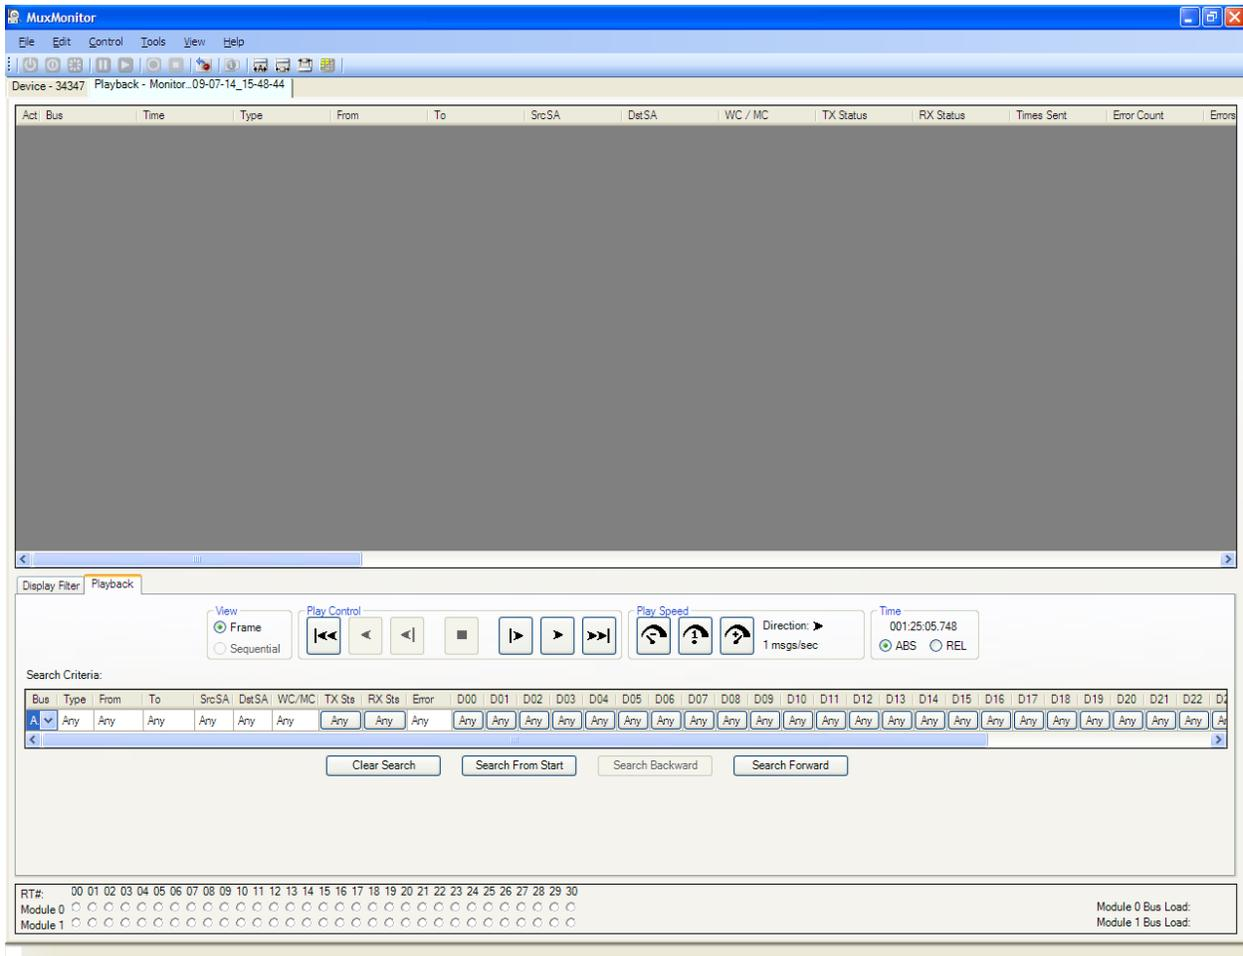 MuxMonitor
File Edit Control Tools View Help
Device - 34347 Playback - Monitor...09-07-14_15-48-44
Act Bus Time Type From To SrcSA DstSA WC / MC TX Status RX Status Times Sent Error Count Errors
Display Filter Playback
View Play Control Play Speed Time
Frame Direction: 001:25:05.748
Sequential 1 1 msgs/sec ABS REL
Search Criteria:
Bus Type From To SrcSA DstSA WC/MC TX Sts RX Sts Error D00 D01 D02 D03 D04 D05 D06 D07 D08 D09 D10 D11 D12 D13 D14 D15 D16 D17 D18 D19 D20 D21 D22
A Any Any Any Any Any Any Any Any Any Any Any Any Any Any Any Any Any Any Any Any Any Any Any Any Any Any Any Any Any Any Any Any
Clear Search Search From Start Search Backward Search Forward
RT#: 00 01 02 03 04 05 06 07 08 09 10 11 12 13 14 15 16 17 18 19 20 21 22 23 24 25 26 27 28 29 30
Module 0 Module 0 Bus Load:
Module 1 Module 1 Bus Load: